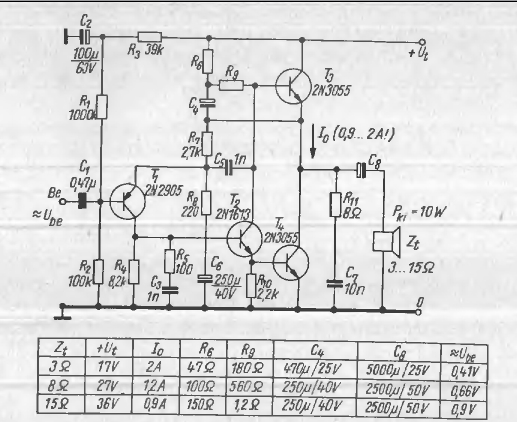 C2
100µ
63V
R3 39k
+Ut
R6
R9
T3
2N3055
R1
1000k
C4
I0 (0,9...2A!)
R7
2,7k
C5 1n
C8
C1
0,47µ
T1
2N2905
Be
≈Ube
R8
220
T2
2N1613
T4
2N3055
R11
8Ω
Pki = 10W
Zt
3...15Ω
R2
100k
R4
8,2k
R5
100
C3
1n
C6
250µ
40V
R10
2,2k
C7
10n
0
Zt +Ut I0 R6 R9 C4 C8 ≈Ube
3Ω 17V 2A 47Ω 180Ω 470µ/25V 5000µ/25V 0,41V
8Ω 27V 1,2A 100Ω 560Ω 250µ/40V 2500µ/50V 0,66V
15Ω 36V 0,9A 150Ω 1,2Ω 250µ/40V 2500µ/50V 0,9V